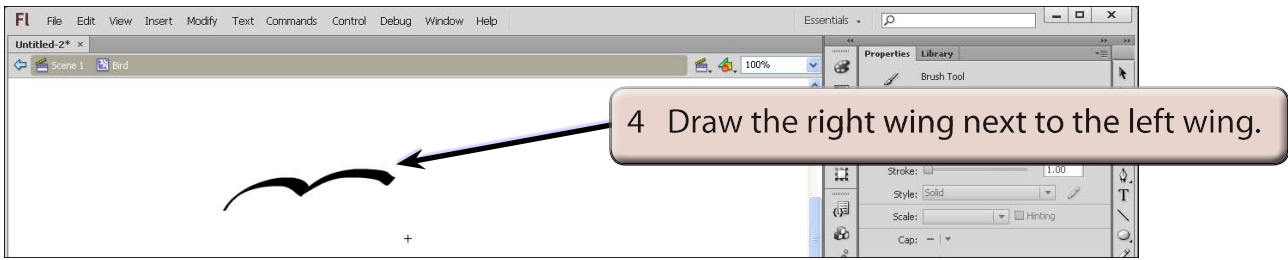 Fl File Edit View Insert Modify Text Commands Control Debug Window Help Essentials
Untitled-2* ×
Scene 1 Bird 100%
Properties Library
Brush Tool
4 Draw the right wing next to the left wing.
Stroke: 1.00
Style: Solid
Scale: Hinting
Cap: